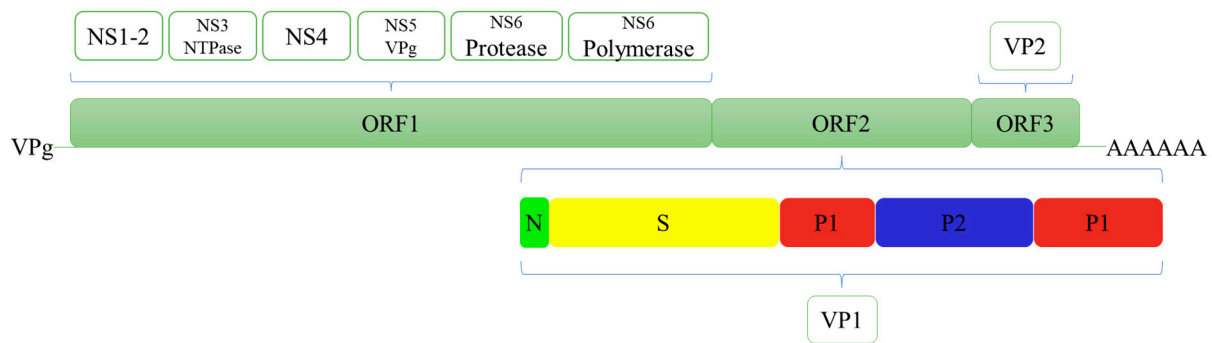 NS1-2
NS3
NTPase
NS4
NS5
VPg
NS6
Protease
NS6
Polymerase
VP2
ORF1
ORF2
ORF3
VPg
AAAAAA
N
S
P1
P2
P1
VP1